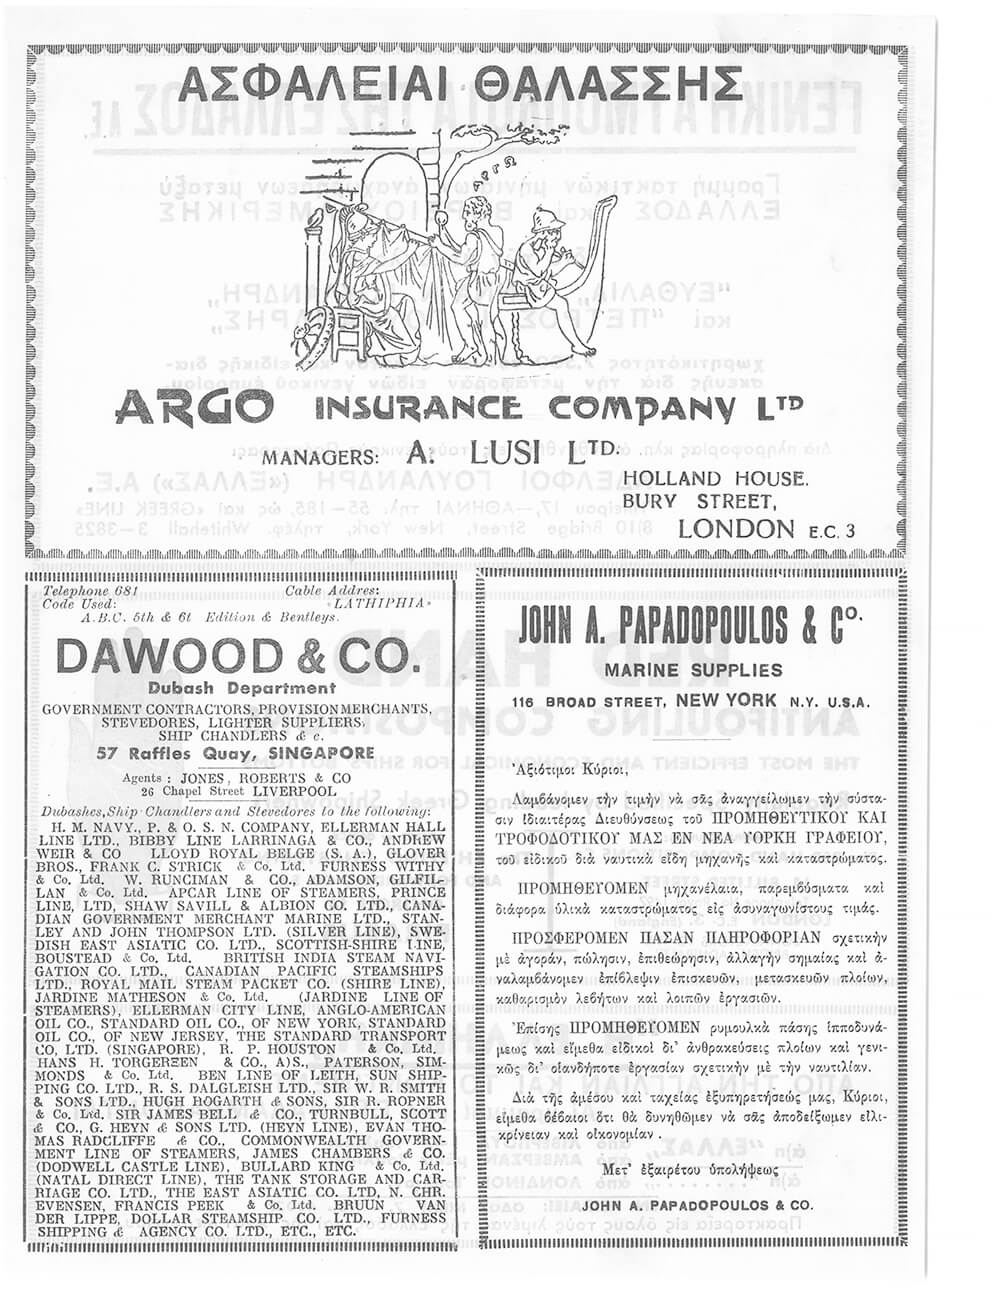 ΑΣΦΑΛΕΙΑΙ ΘΑΛΑΣΣΗΣ
ARGO INSURANCE COMPANY LTD
MANAGERS: A. LUSI LTD.
HOLLAND HOUSE.
BURY STREET,
LONDON E.C. 3
Telephone 681 Cable Addres:
Code Used: «LATHIPHIA»
A.B.C. 5th & 6t Edition & Bentleys.
DAWOOD & CO.
Dubash Department
GOVERNMENT CONTRACTORS, PROVISION MERCHANTS,
STEVEDORES, LIGHTER SUPPLIERS,
SHIP CHANDLERS & c.
57 Raffles Quay, SINGAPORE
Agents : JONES, ROBERTS & CO
26 Chapel Street LIVERPOOL
Dubashes, Ship Chandlers and Stevedores to the following:
H. M. NAVY., P. & O. S. N. COMPANY, ELLERMAN HALL
LINE LTD., BIBBY LINE LARRINAGA & CO., ANDREW
WEIR & CO LLOYD ROYAL BELGE (S. A.), GLOVER
BROS., FRANK C. STRICK & Co. Ltd. FURNESS WITHY
& Co. Ltd. W. RUNCIMAN & CO., ADAMSON, GILFIL-
LAN & Co. Ltd. APCAR LINE OF STEAMERS, PRINCE
LINE, LTD, SHAW SAVILL & ALBION CO. LTD., CANA-
DIAN GOVERNMENT MERCHANT MARINE LTD., STAN-
LEY AND JOHN THOMPSON LTD. (SILVER LINE), SWE-
DISH EAST ASIATIC CO. LTD., SCOTTISH-SHIRE LINE,
BOUSTEAD & Co. Ltd. BRITISH INDIA STEAM NAVI-
GATION CO. LTD., CANADIAN PACIFIC STEAMSHIPS
LTD., ROYAL MAIL STEAM PACKET CO. (SHIRE LINE),
JARDINE MATHESON & Co. Ltd. (JARDINE LINE OF
STEAMERS), ELLERMAN CITY LINE, ANGLO-AMERICAN
OIL CO., STANDARD OIL CO., OF NEW YORK, STANDARD
OIL CO., OF NEW JERSEY, THE STANDARD TRANSPORT
CO, LTD. (SINGAPORE), R. P. HOUSTON & Co. Ltd.
HANS H. TORGERSEN & CO., A)S., PATERSON, SIM-
MONDS & Co. Ltd. BEN LINE OF LEITH, SUN SHIP-
PING CO. LTD., R. S. DALGLEISH LTD., SIR W. R. SMITH
& SONS LTD., HUGH BOGARTH & SONS, SIR R. ROPNER
& Co. Ltd., SIR JAMES BELL & CO., TURNBULL, SCOTT
& CO., G. HEYN & SONS LTD. (HEYN LINE), EVAN THO-
MAS RADCLIFFE & CO., COMMONWEALTH GOVERN-
MENT LINE OF STEAMERS, JAMES CHAMBERS & CO.
(DODWELL CASTLE LINE), BULLARD KING & Co. Ltd.
(NATAL DIRECT LINE), THE TANK STORAGE AND CAR-
RIAGE CO. LTD., THE EAST ASIATIC CO. LTD, N. CHR.
EVENSEN, FRANCIS PEEK & Co. Ltd. BRUUN VAN
DER LIPPE, DOLLAR STEAMSHIP CO. LTD., FURNESS
SHIPPING & AGENCY CO. LTD., ETC., ETC.
JOHN A. PAPADOPOULOS & Co.
MARINE SUPPLIES
116 BROAD STREET, NEW YORK N.Y. U.S.A.
Ἀξιότιμοι Κύριοι,
Λαμβάνομεν τὴν τιμὴν νὰ σᾶς ἀναγγείλωμεν τὴν σύστα-
σιν ἰδιαιτέρας Διευθύνσεως τοῦ ΠΡΟΜΗΘΕΥΤΙΚΟΥ ΚΑΙ
ΤΡΟΦΟΔΟΤΙΚΟΥ ΜΑΣ ΕΝ ΝΕΑ ΥΟΡΚΗ ΓΡΑΦΕΙΟΥ,
τοῦ εἰδικοῦ διὰ ναυτικὰ εἴδη μηχανῆς καὶ καταστρώματος.
ΠΡΟΜΗΘΕΥΟΜΕΝ μηχανέλαια, παρεμβύσματα καὶ
διάφορα ὑλικὰ καταστρώματος εἰς ἀσυναγωνίστους τιμάς.
ΠΡΟΣΦΕΡΟΜΕΝ ΠΑΣΑΝ ΠΛΗΡΟΦΟΡΙΑΝ σχετικὴν
μὲ ἀγοράν, πώλησιν, ἐπιθεώρησιν, ἀλλαγὴν σημαίας καὶ ἀ-
ναλαμβάνομεν ἐπίβλεψιν ἐπισκευῶν, μετασκευῶν πλοίων,
καθαρισμὸν λεβήτων καὶ λοιπῶν ἐργασιῶν.
Ἐπίσης ΠΡΟΜΗΘΕΥΟΜΕΝ ρυμουλκὰ πάσης ἱπποδυνά-
μεως καὶ εἴμεθα εἰδικοὶ δι' ἀνθρακεύσεις πλοίων καὶ γενι-
κῶς δι' οἱανδήποτε ἐργασίαν σχετικὴν μὲ τὴν ναυτιλίαν.
Διὰ τῆς ἀμέσου καὶ ταχείας ἐξυπηρετήσεώς μας, Κύριοι,
εἴμεθα βέβαιοι ὅτι θὰ δυνηθῶμεν νὰ σᾶς ἀποδείξωμεν εἰλι-
κρίνειαν καὶ οἰκονομίαν.
Μετ' ἐξαιρέτου ὑπολήψεως
JOHN A. PAPADOPOULOS & CO.